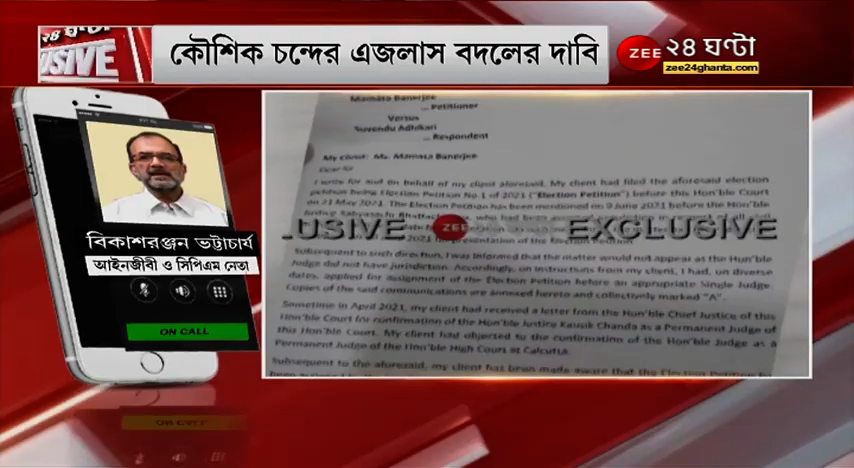 ২৪ ঘণ্টা
USIVE
কৌশিক চন্দের এজলাস বদলের দাবি
ZEE ২৪ ঘণ্টা
zee24ghanta.com
বিকাশরঞ্জন ভট্টাচার্য
আইনজীবী ও সিপিএম নেতা
ON CALL
Mamata Banerjee
... Petitioner
Versus
Suvendu Adhikari
... Respondent
My Client: Ms. Mamata Banerjee
Dear Sir
I write for and on behalf of my client aforesaid. My client had filed the aforesaid election
petition being Election Petition No.1 of 2021 ("Election Petition") before this Hon'ble Court
on 21 May 2021. The Election Petition has been mentioned on 9 June 2021 before the Hon'ble
LUSIVE ZEE EXCLUSIVE
2021 for presentation of the Election Petition.
Subsequent to such direction, I was informed that the matter would not appear as the Hon'ble
Judge did not have jurisdiction. Accordingly, on instructions from my client, I had, on diverse
dates, applied for assignment of the Election Petition before an appropriate Single Judge.
Copies of the said communications are annexed hereto and collectively marked "A".
Sometime in April 2021, my client had received a letter from the Hon'ble Chief Justice of this
Hon'ble Court for confirmation of the Hon'ble Justice Kausik Chanda as a Permanent Judge of
this Hon'ble Court. My client had objected to the confirmation of the Hon'ble Judge as a
Permanent Judge of the Hon'ble High Court at Calcutta.
Subsequent to the aforesaid, my client has been made aware that the Election Petition